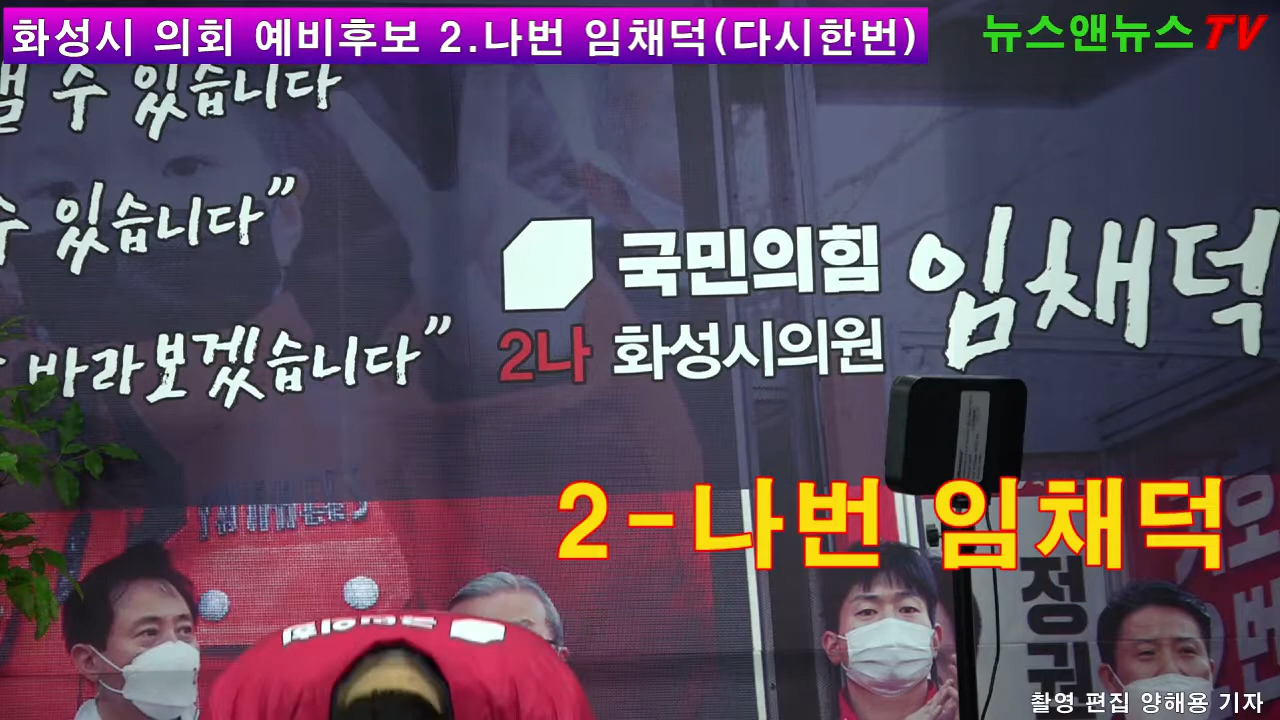 화성시 의회 예비후보 2.나번 임채덕(다시한번)
뉴스앤뉴스TV
수 있습니다
수 있습니다”
바라보겠습니다”
국민의힘 임채덕
2나 화성시의원
2-나번 임채덕
정권
촬영 편집 양해용 기자